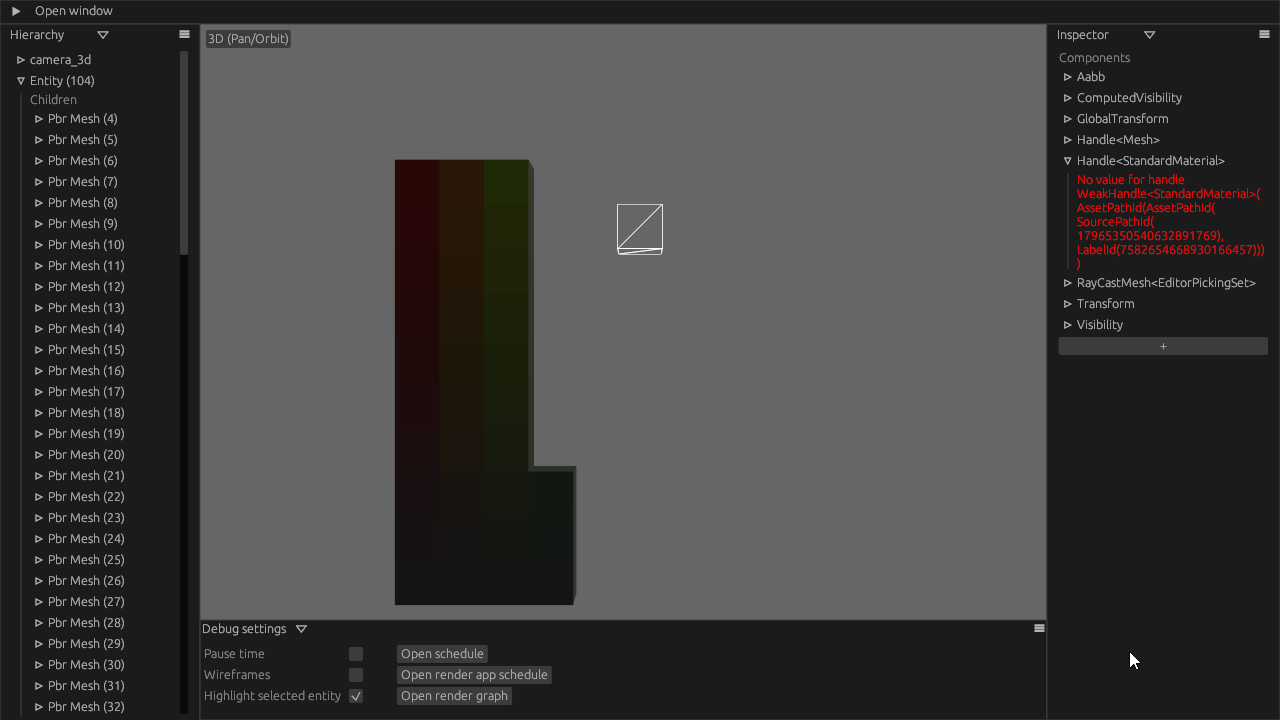 Open window
Hierarchy
camera_3d
Entity (104)
Children
Pbr Mesh (4)
Pbr Mesh (5)
Pbr Mesh (6)
Pbr Mesh (7)
Pbr Mesh (8)
Pbr Mesh (9)
Pbr Mesh (10)
Pbr Mesh (11)
Pbr Mesh (12)
Pbr Mesh (13)
Pbr Mesh (14)
Pbr Mesh (15)
Pbr Mesh (16)
Pbr Mesh (17)
Pbr Mesh (18)
Pbr Mesh (19)
Pbr Mesh (20)
Pbr Mesh (21)
Pbr Mesh (22)
Pbr Mesh (23)
Pbr Mesh (24)
Pbr Mesh (25)
Pbr Mesh (26)
Pbr Mesh (27)
Pbr Mesh (28)
Pbr Mesh (29)
Pbr Mesh (30)
Pbr Mesh (31)
Pbr Mesh (32)
3D (Pan/Orbit)
Debug settings
Pause time
Open schedule
Wireframes
Open render app schedule
Highlight selected entity
Open render graph
Inspector
Components
Aabb
ComputedVisibility
GlobalTransform
Handle<Mesh>
Handle<StandardMaterial>
No value for handle
WeakHandle<StandardMaterial>(
AssetPathId(AssetPathId(
SourcePathId(
17965350540632891769),
LabelId(7582654668930166457)))
)
RayCastMesh<EditorPickingSet>
Transform
Visibility
+